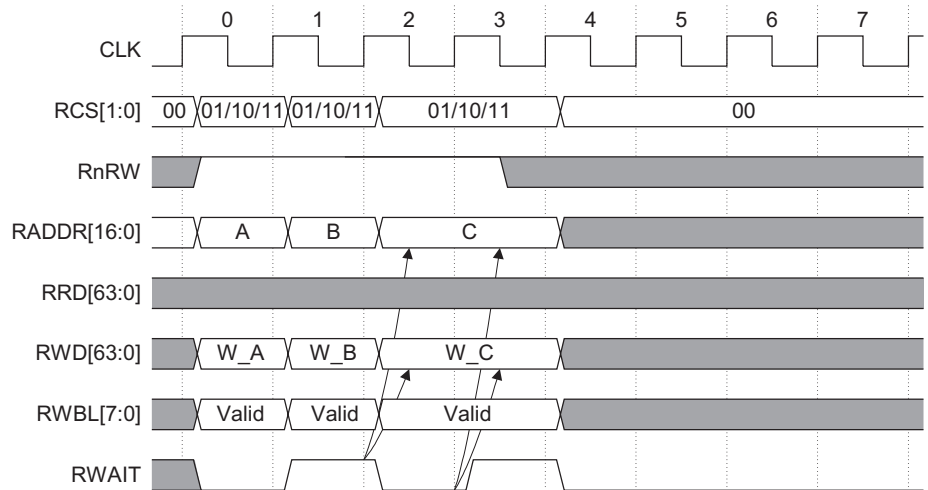 0 1 2 3 4 5 6 7
CLK
RCS[1:0] 00 01/10/11 01/10/11 01/10/11 00
RnRW
RADDR[16:0] A B C
RRD[63:0]
RWD[63:0] W_A W_B W_C
RWBL[7:0] Valid Valid Valid
RWAIT